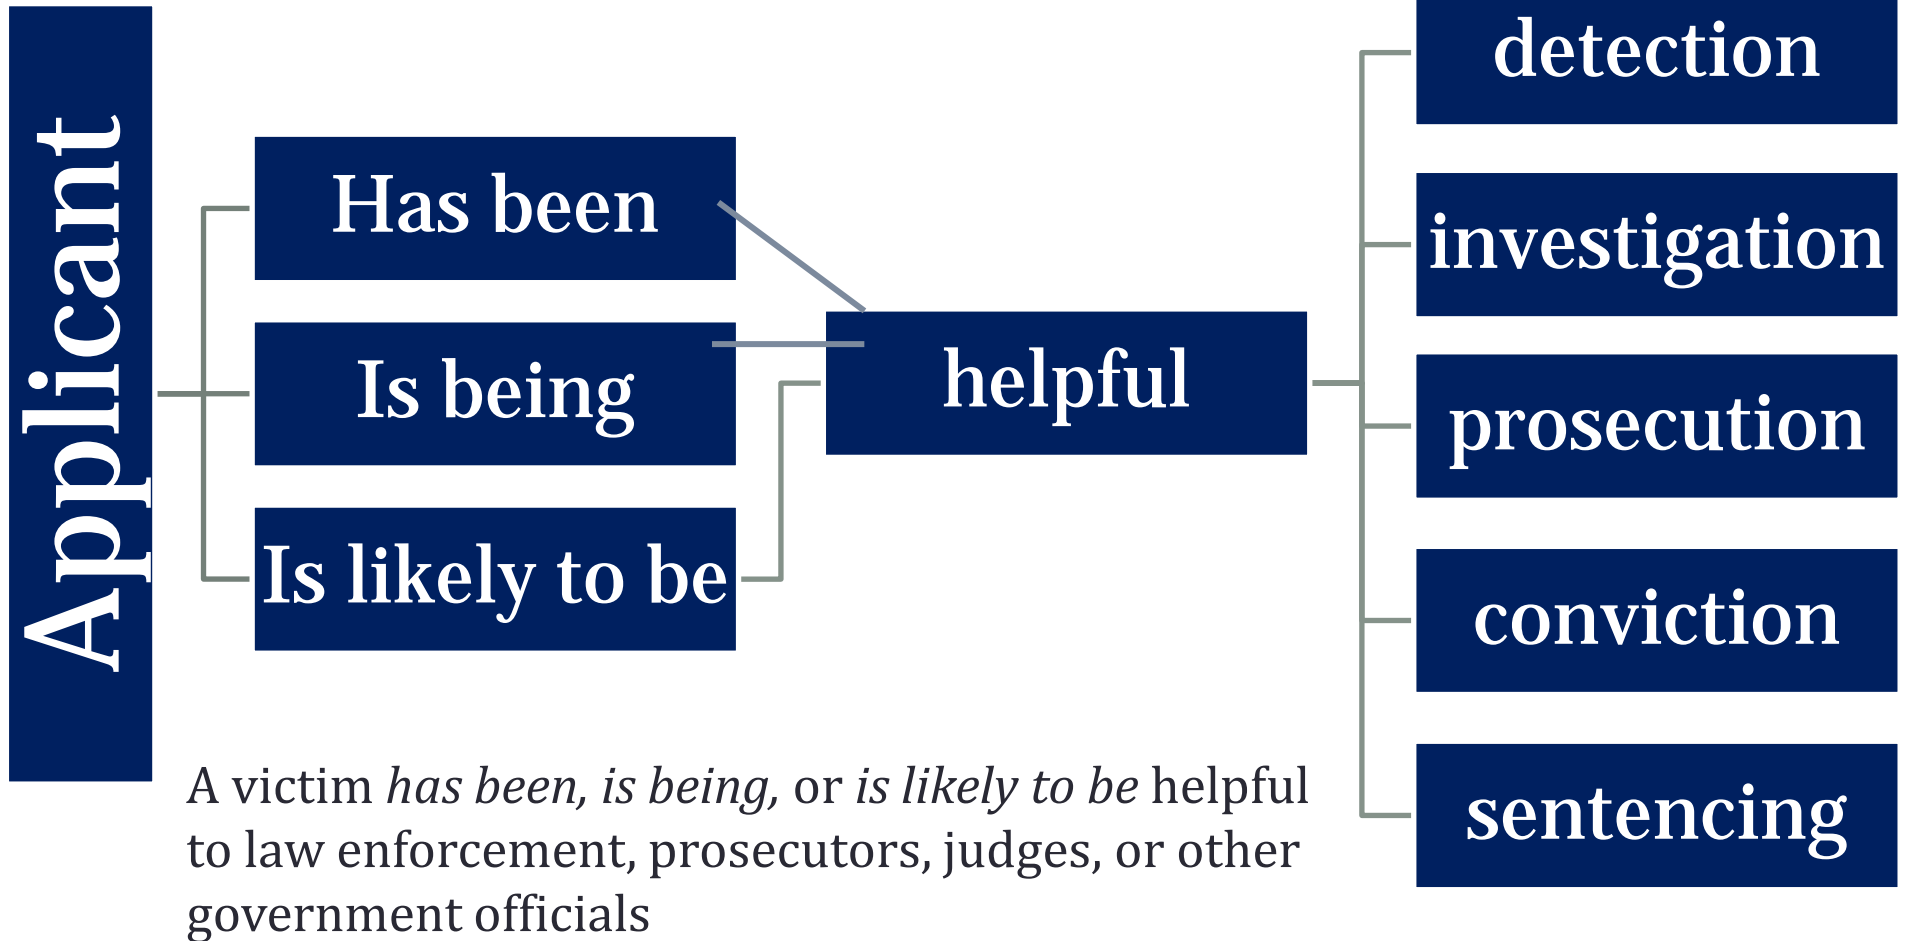 Applicant
Has been
Is being
Is likely to be
helpful
detection
investigation
prosecution
conviction
sentencing
A victim has been, is being, or is likely to be helpful
to law enforcement, prosecutors, judges, or other
government officials